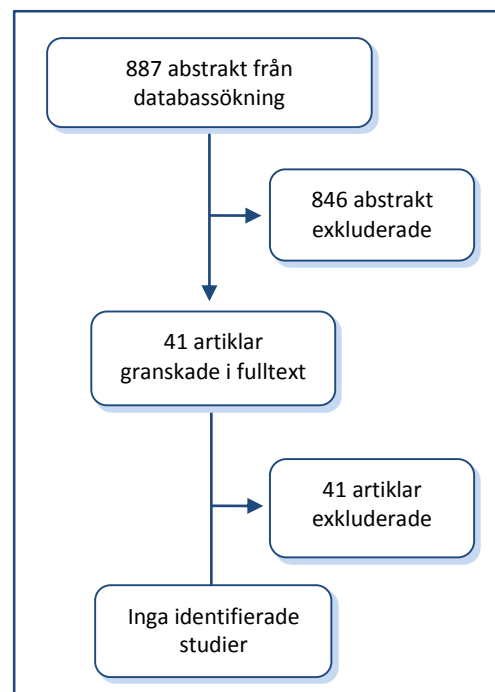 887 abstrakt från
databassökning
846 abstrakt
exkluderade
41 artiklar
granskade i fulltext
41 artiklar
exkluderade
Inga identifierade
studier